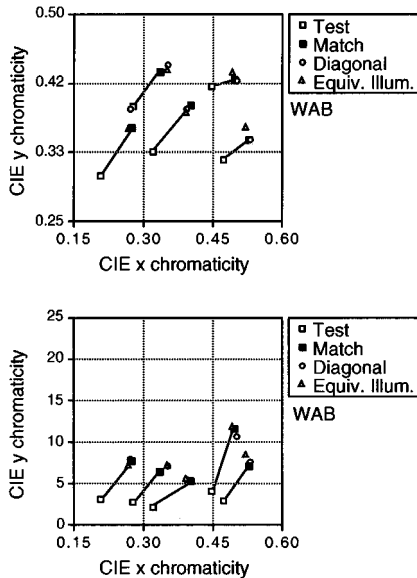 0.50
0.42
0.33
0.25
CIE y chromaticity
0.15 0.30 0.45 0.60
CIE x chromaticity
Test
Match
Diagonal
Equiv. Illum.
WAB
25
20
15
10
5
0
CIE y chromaticity
0.15 0.30 0.45 0.60
CIE x chromaticity
Test
Match
Diagonal
Equiv. Illum.
WAB